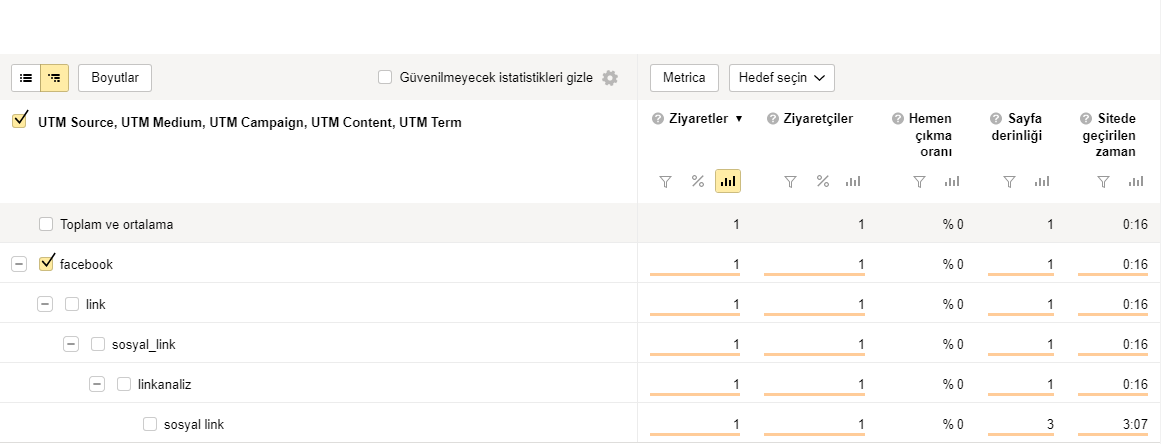 Boyutlar
Güvenilmeyecek istatistikleri gizle
Metrica
Hedef seçin
UTM Source, UTM Medium, UTM Campaign, UTM Content, UTM Term
Ziyaretler ▼
Ziyaretçiler
Hemen
çıkma
oranı
Sayfa
derinliği
Sitede
geçirilen
zaman
% %
Toplam ve ortalama 1 1 % 0 1 0:16
facebook 1 1 % 0 1 0:16
link 1 1 % 0 1 0:16
sosyal_link 1 1 % 0 1 0:16
linkanaliz 1 1 % 0 1 0:16
sosyal link 1 1 % 0 3 3:07